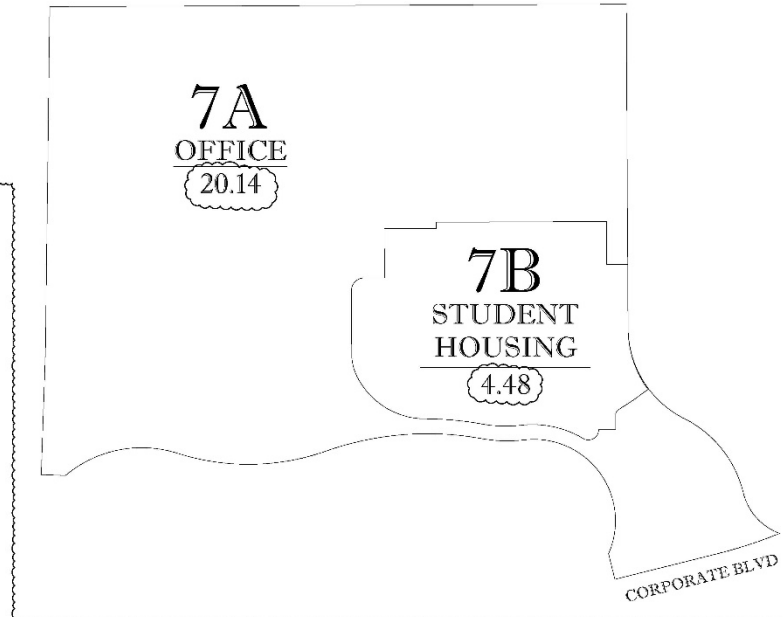 7A
OFFICE
20.14
7B
STUDENT
HOUSING
4.48
CORPORATE BLVD